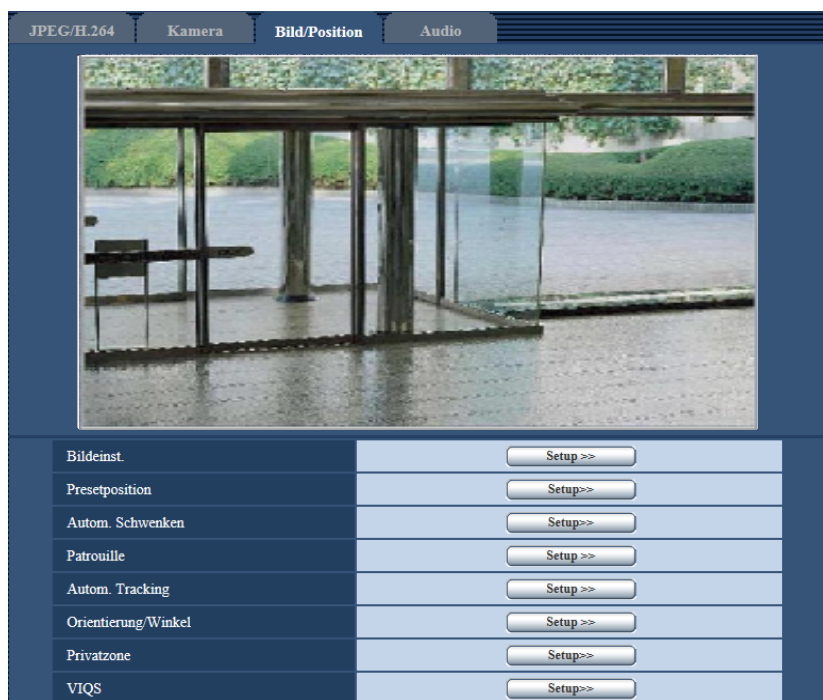 JPEG/H.264 Kamera Bild/Position Audio
Bildeinst. Setup >>
Presetposition Setup>>
Autom. Schwenken Setup>>
Patrouille Setup >>
Autom. Tracking Setup >>
Orientierung/Winkel Setup >>
Privatzone Setup>>
VIQS Setup>>